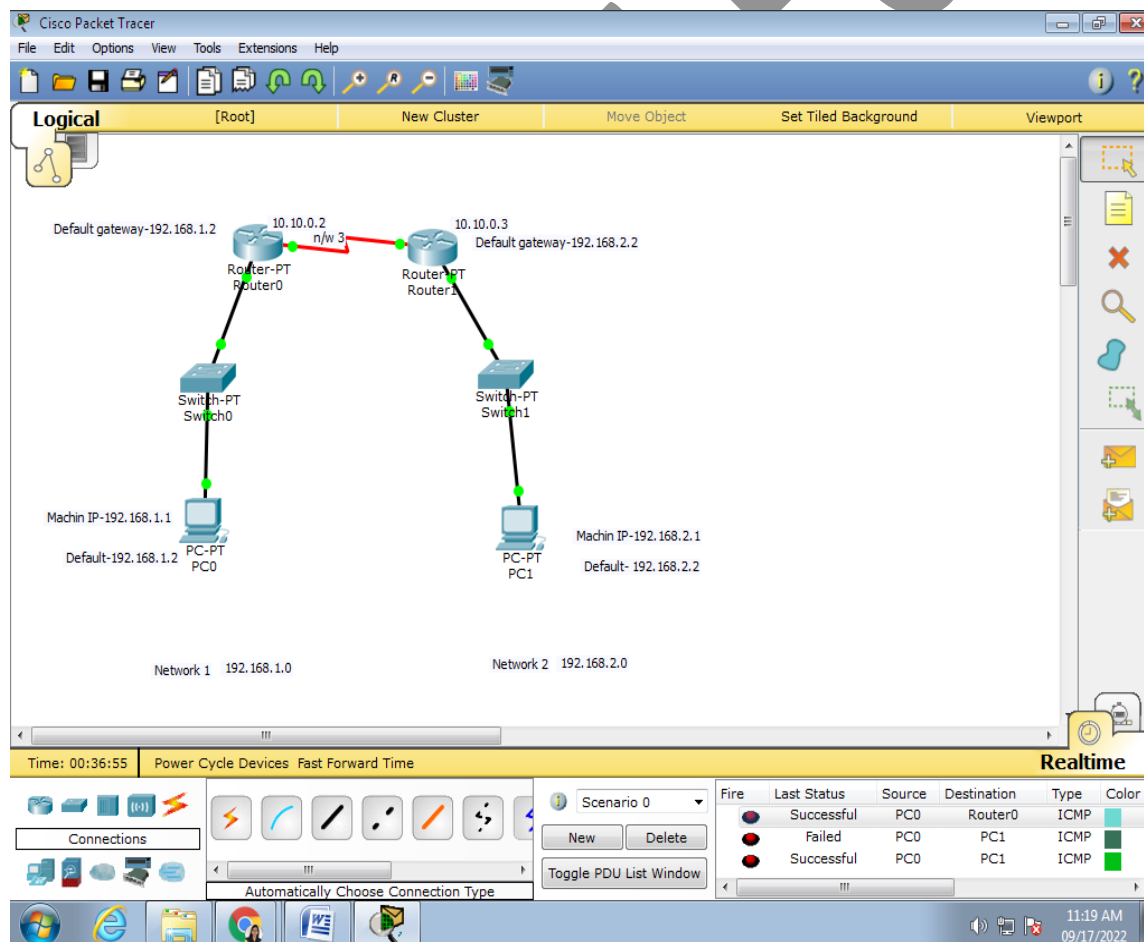 Cisco Packet Tracer
File Edit Options View Tools Extensions Help
Logical [Root] New Cluster Move Object Set Tiled Background Viewport
Default gateway-192.168.1.2
10.10.0.2
n/w 3
10.10.0.3
Default gateway-192.168.2.2
Router-PT
Router0
Router-PT
Router1
Switch-PT
Switch0
Switch-PT
Switch1
Machin IP-192.168.1.1
Default-192.168.1.2
PC-PT
PC0
Machin IP-192.168.2.1
Default- 192.168.2.2
PC-PT
PC1
Network 1 192.168.1.0
Network 2 192.168.2.0
Time: 00:36:55 Power Cycle Devices Fast Forward Time Realtime
Connections
Automatically Choose Connection Type
Scenario 0
New Delete
Toggle PDU List Window
Fire Last Status Source Destination Type Color
Successful PC0 Router0 ICMP
Failed PC0 PC1 ICMP
Successful PC0 PC1 ICMP
11:19 AM
09/17/2022